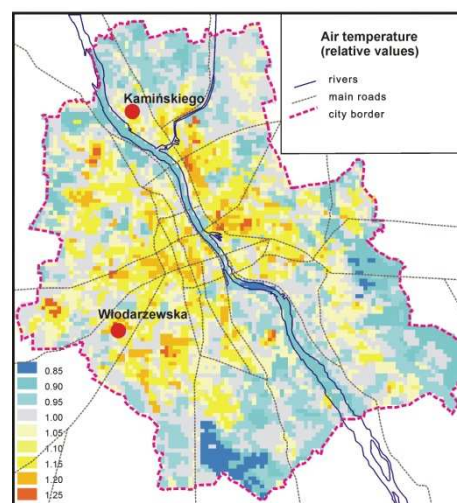 Air temperature
(relative values)
rivers
main roads
city border
Kamińskiego
Włodarzewska
0.85
0.90
0.95
1.00
1.05
1.10
1.15
1.20
1.25